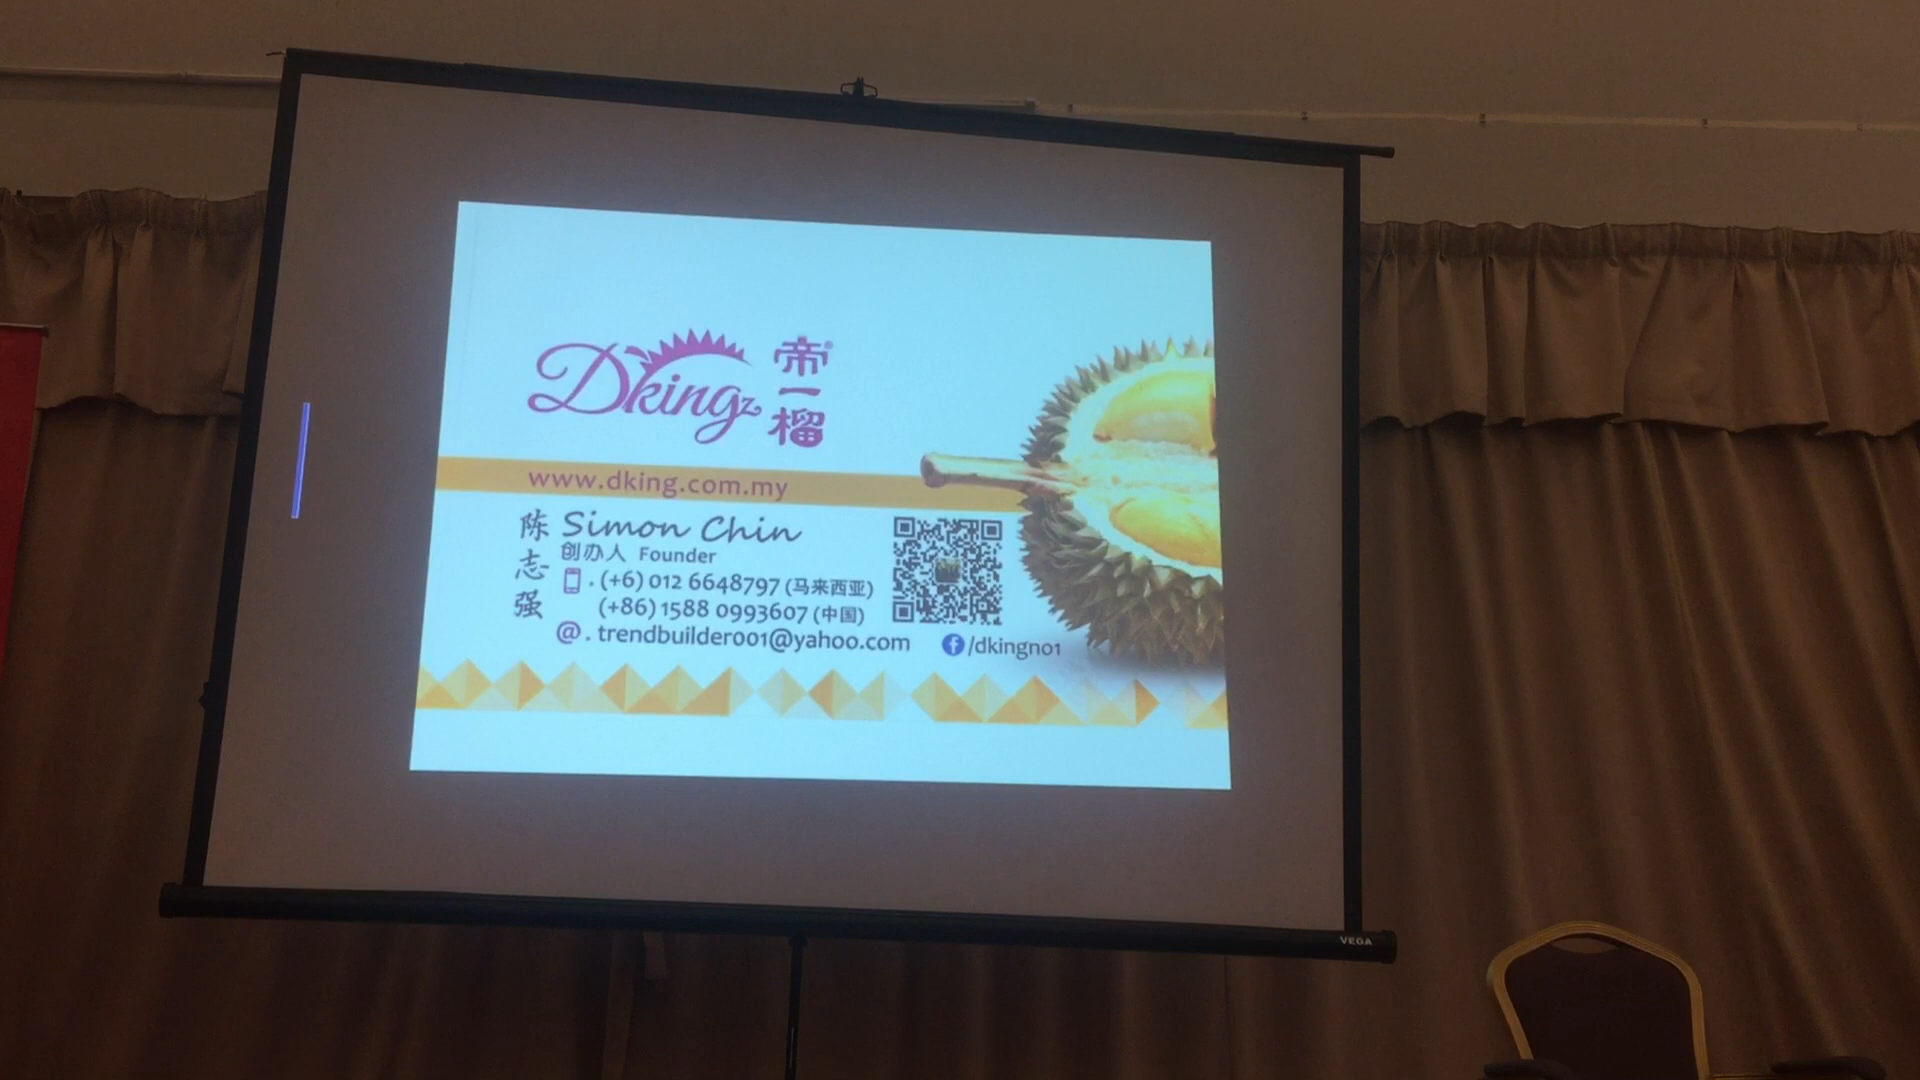 Dkingz
帝一榴®
www.dking.com.my
陈志强
Simon Chin
创办人 Founder
. (+6) 012 6648797 (马来西亚)
(+86) 1588 0993607 (中国)
@ . trendbuilder001@yahoo.com
f /dkingno1
VEGA